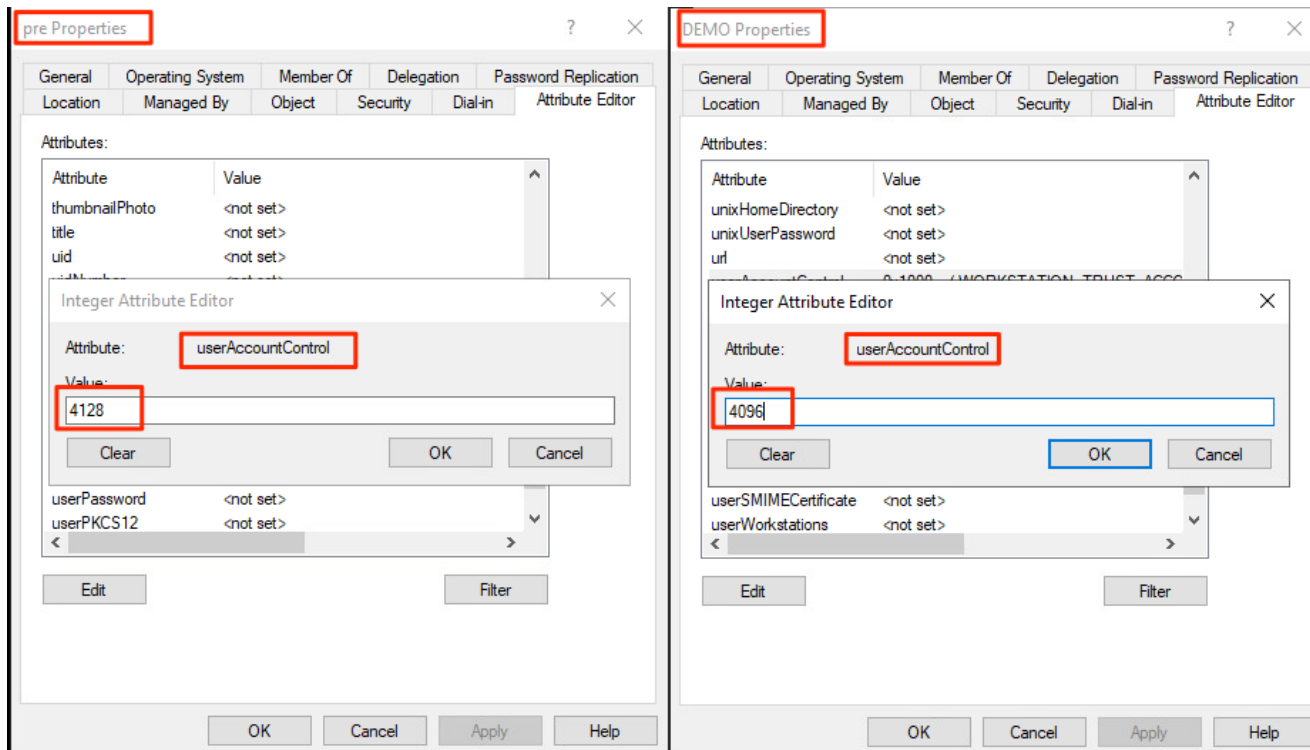 pre Properties
General Operating System Member Of Delegation Password Replication
Location Managed By Object Security Dial-in Attribute Editor
Attributes:
Attribute Value
thumbnailPhoto <not set>
title <not set>
uid <not set>
Integer Attribute Editor
Attribute: userAccountControl
Value:
4128
Clear OK Cancel
userPassword <not set>
userPKCS12 <not set>
Edit Filter
OK Cancel Apply Help
DEMO Properties
General Operating System Member Of Delegation Password Replication
Location Managed By Object Security Dial-in Attribute Editor
Attributes:
Attribute Value
unixHomeDirectory <not set>
unixUserPassword <not set>
url <not set>
Integer Attribute Editor
Attribute: userAccountControl
Value:
4096
Clear OK Cancel
userSMIMECertificate <not set>
userWorkstations <not set>
Edit Filter
OK Cancel Apply Help